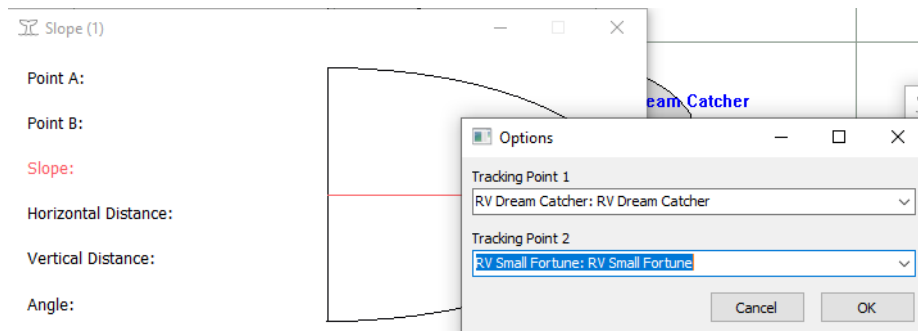 Slope (1)
Point A:
Point B:
Slope:
Horizontal Distance:
Vertical Distance:
Angle:
eam Catcher
Options
Tracking Point 1
RV Dream Catcher: RV Dream Catcher
Tracking Point 2
RV Small Fortune: RV Small Fortune
Cancel
OK